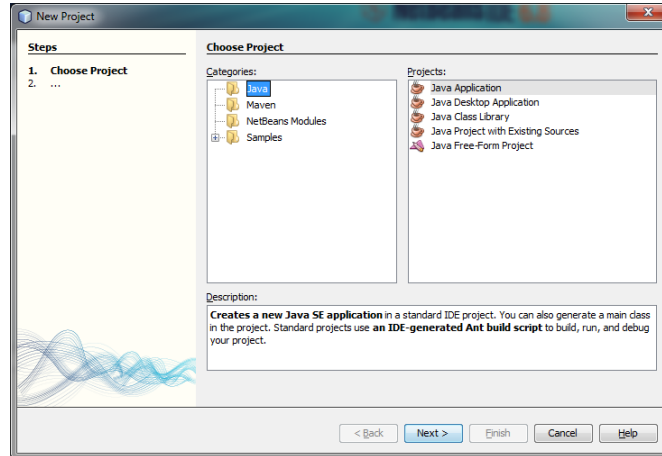 New Project
Steps
1. Choose Project
2. ...
Choose Project
Categories:
Java
Maven
NetBeans Modules
Samples
Projects:
Java Application
Java Desktop Application
Java Class Library
Java Project with Existing Sources
Java Free-Form Project
Description:
Creates a new Java SE application in a standard IDE project. You can also generate a main class
in the project. Standard projects use an IDE-generated Ant build script to build, run, and debug
your project.
< Back
Next >
Finish
Cancel
Help